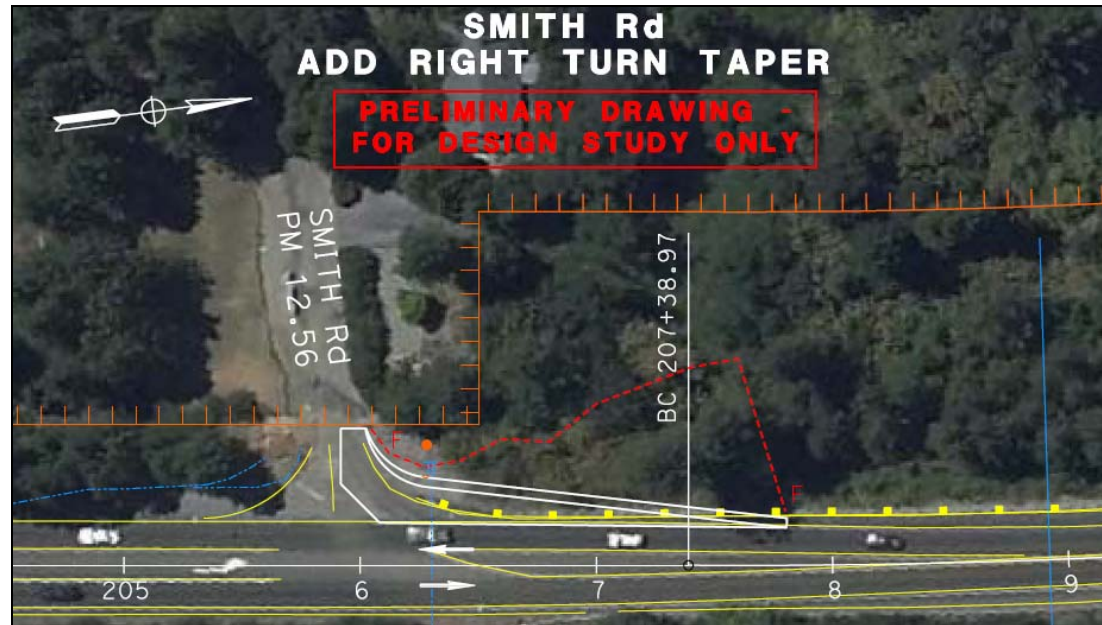 SMITH Rd
ADD RIGHT TURN TAPER
PRELIMINARY DRAWING -
FOR DESIGN STUDY ONLY
SMITH Rd
PM 12.56
BC 207+38.97
F
F
205
6
7
8
9